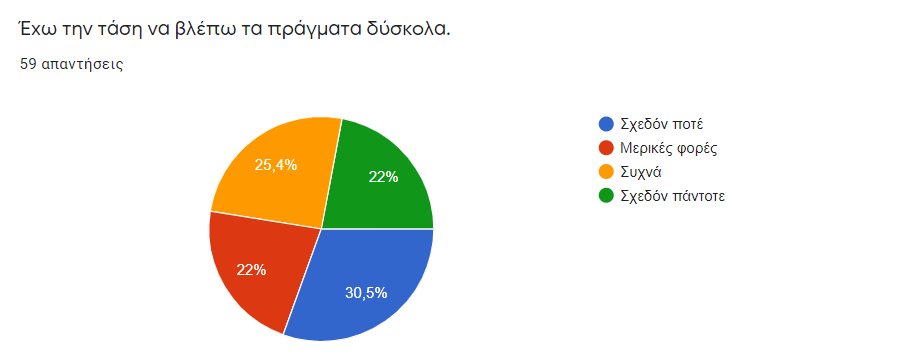 Έχω την τάση να βλέπω τα πράγματα δύσκολα.
59 απαντήσεις
Σχεδόν ποτέ
Μερικές φορές
Συχνά
Σχεδόν πάντοτε
25,4%
22%
22%
30,5%